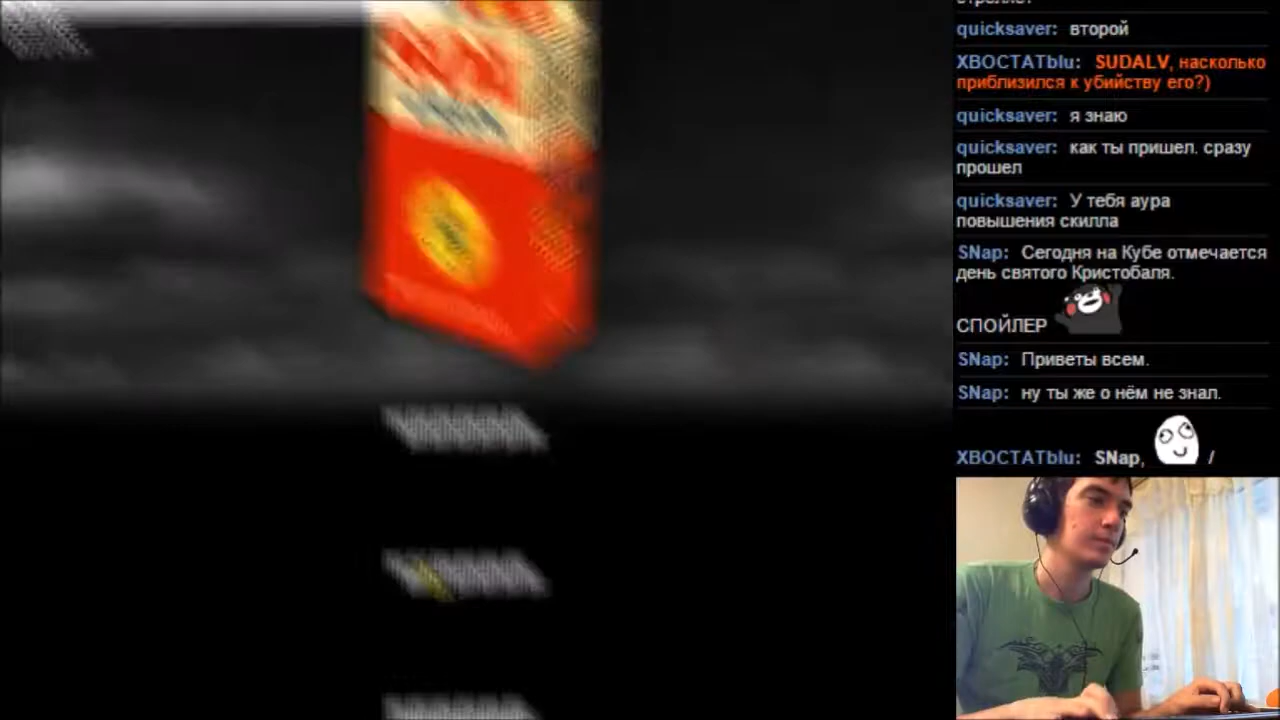 quicksaver: второй
XBOCTATblu: SUDALV, насколько
приблизился к убийству его?)
quicksaver: я знаю
quicksaver: как ты пришел. сразу
прошел
quicksaver: У тебя аура
повышения скилла
SNap: Сегодня на Кубе отмечается
день святого Кристобаля.
СПОЙЛЕР
SNap: Приветы всем.
SNap: ну ты же о нём не знал.
XBOCTATblu: SNap, /